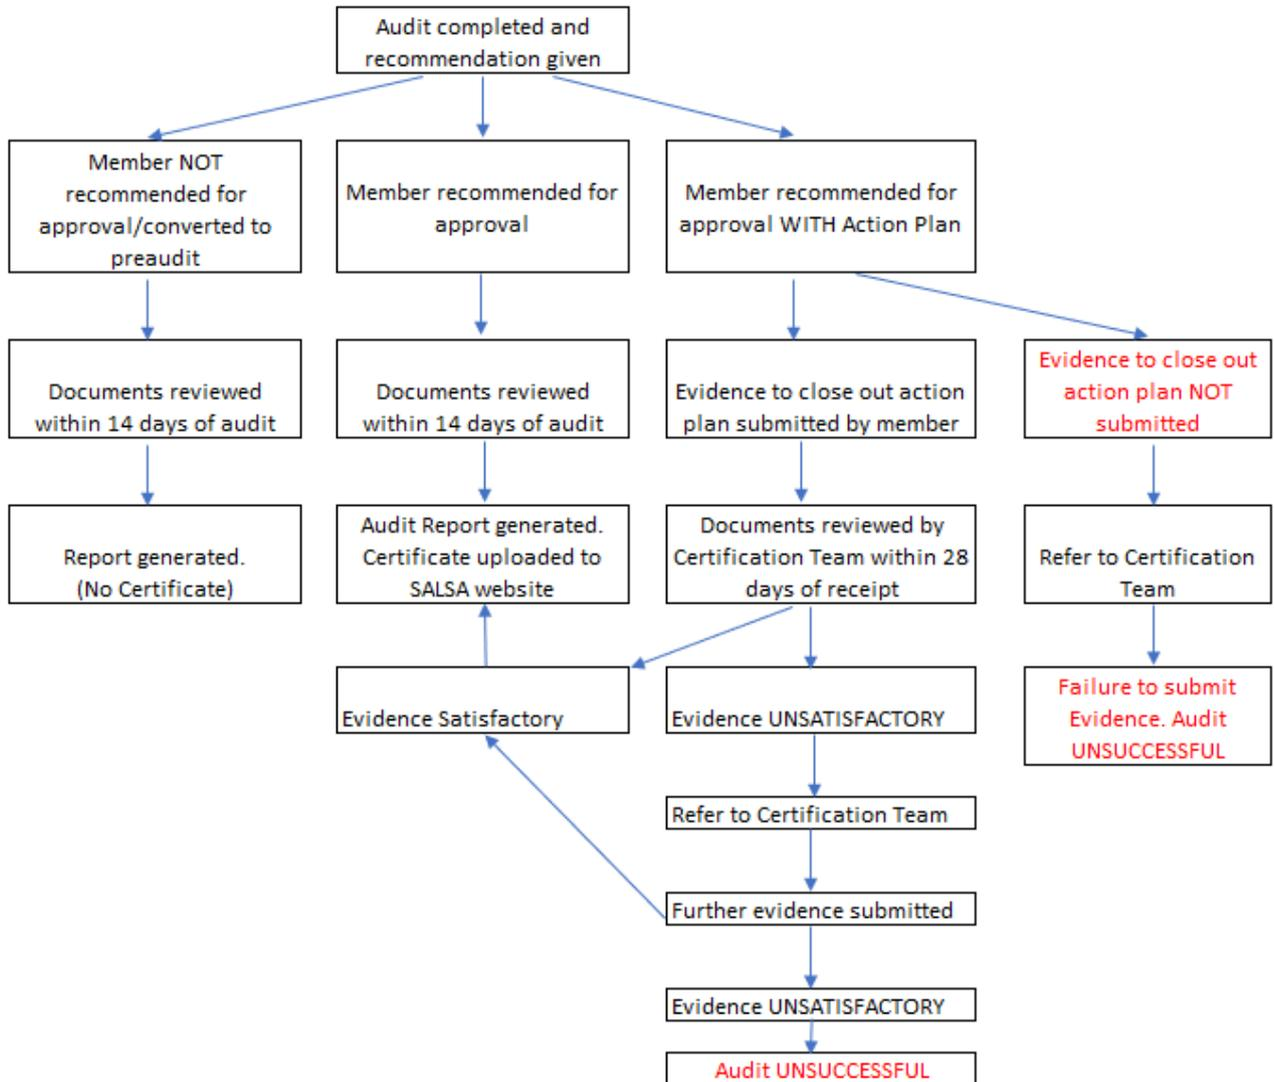 Audit completed and
recommendation given
Member NOT
recommended for
approval/converted to
preaudit
Member recommended for
approval
Member recommended for
approval WITH Action Plan
Documents reviewed
within 14 days of audit
Documents reviewed
within 14 days of audit
Evidence to close out action
plan submitted by member
Evidence to close out
action plan NOT
submitted
Report generated.
(No Certificate)
Audit Report generated.
Certificate uploaded to
SALSA website
Documents reviewed by
Certification Team within 28
days of receipt
Refer to Certification
Team
Evidence Satisfactory
Evidence UNSATISFACTORY
Failure to submit
Evidence. Audit
UNSUCCESSFUL
Refer to Certification Team
Further evidence submitted
Evidence UNSATISFACTORY
Audit UNSUCCESSFUL